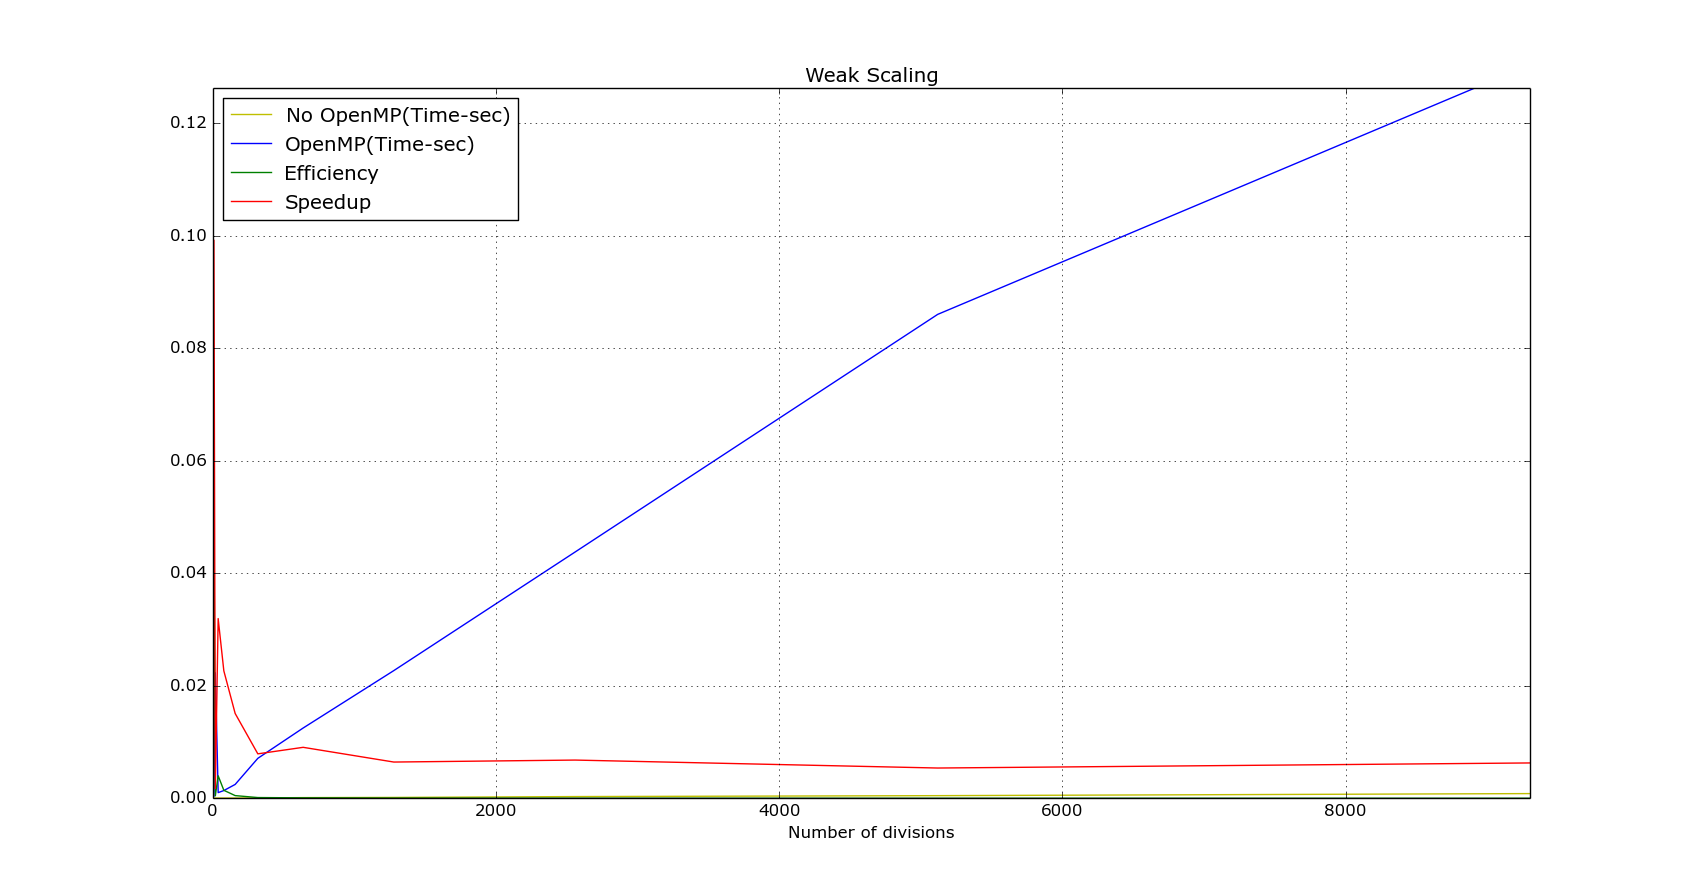 Weak Scaling
No OpenMP(Time-sec)
OpenMP(Time-sec)
Efficiency
Speedup
0.12
0.10
0.08
0.06
0.04
0.02
0.00
0 2000 4000 6000 8000
Number of divisions